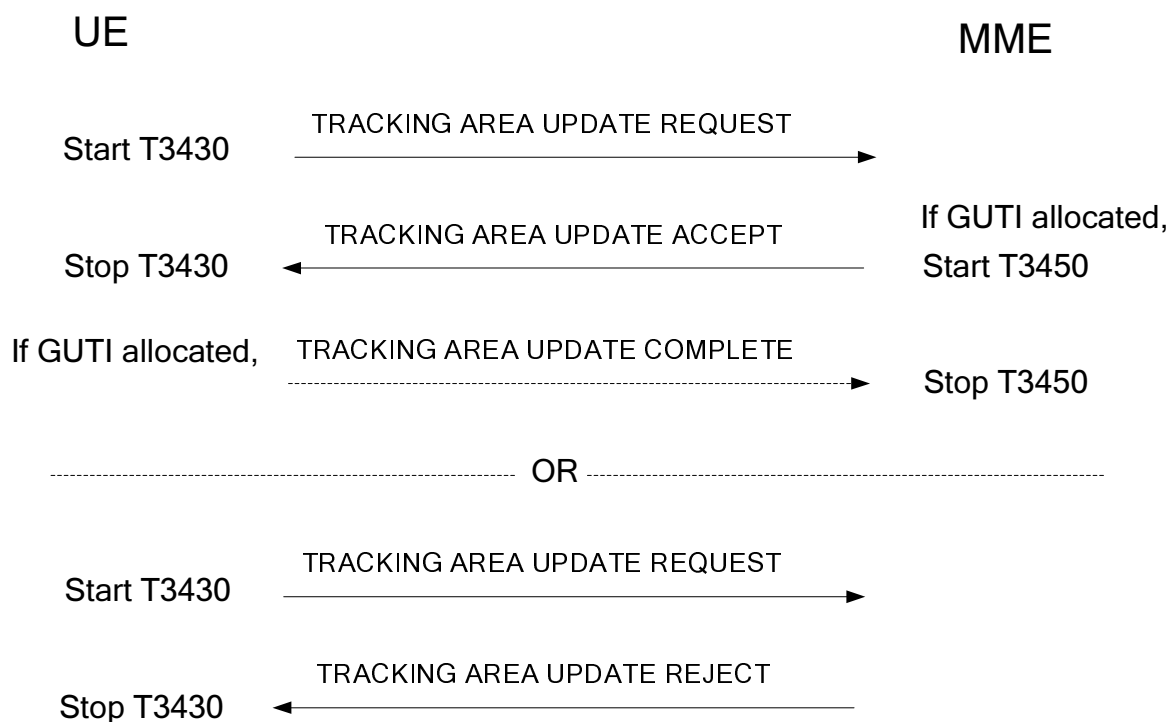 UE
MME
TRACKING AREA UPDATE REQUEST
Start T3430
If GUTI allocated,
TRACKING AREA UPDATE ACCEPT
Stop T3430
Start T3450
If GUTI allocated,
TRACKING AREA UPDATE COMPLETE
Stop T3450
OR
TRACKING AREA UPDATE REQUEST
Start T3430
TRACKING AREA UPDATE REJECT
Stop T3430